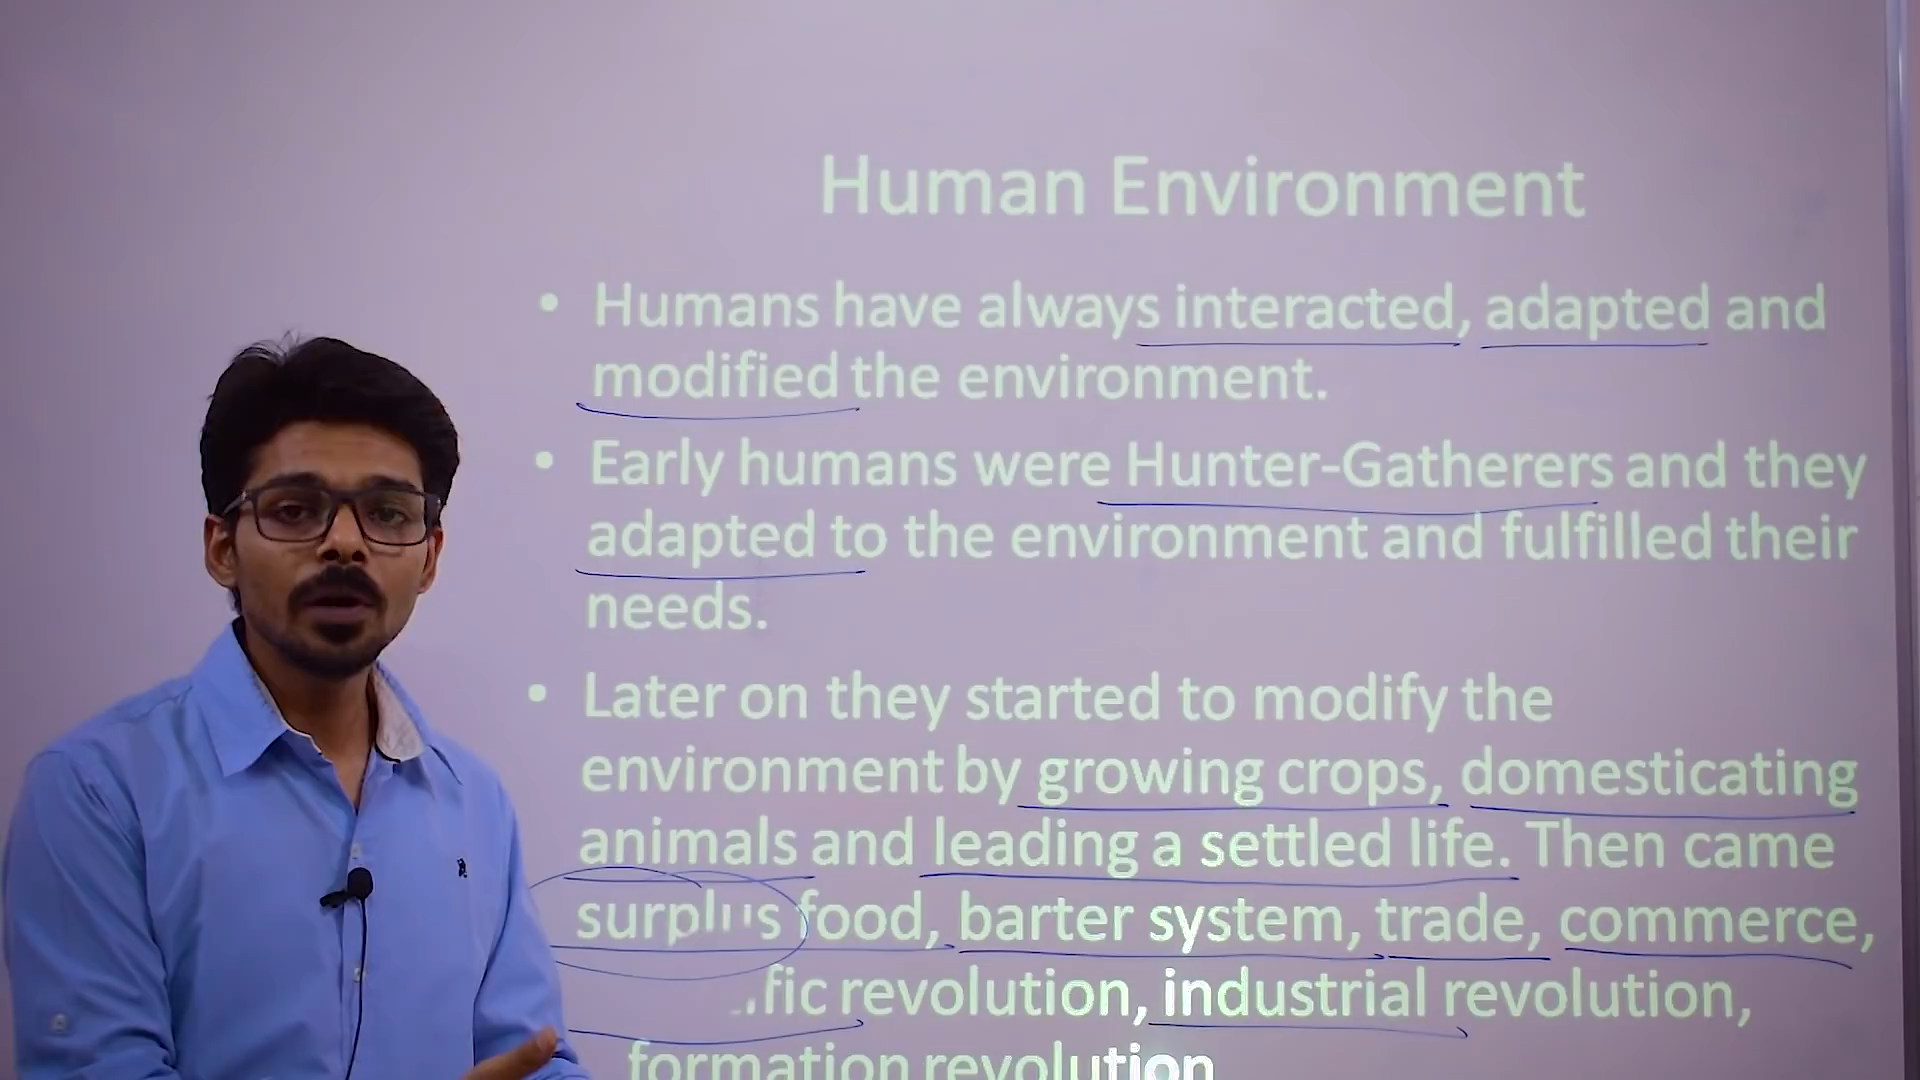 Human Environment
• Humans have always interacted, adapted and
modified the environment.
• Early humans were Hunter-Gatherers and they
adapted to the environment and fulfilled their
needs.
• Later on they started to modify the
environment by growing crops, domesticating
animals and leading a settled life. Then came
surplus food, barter system, trade, commerce,
revolution, industrial revolution,
revolution